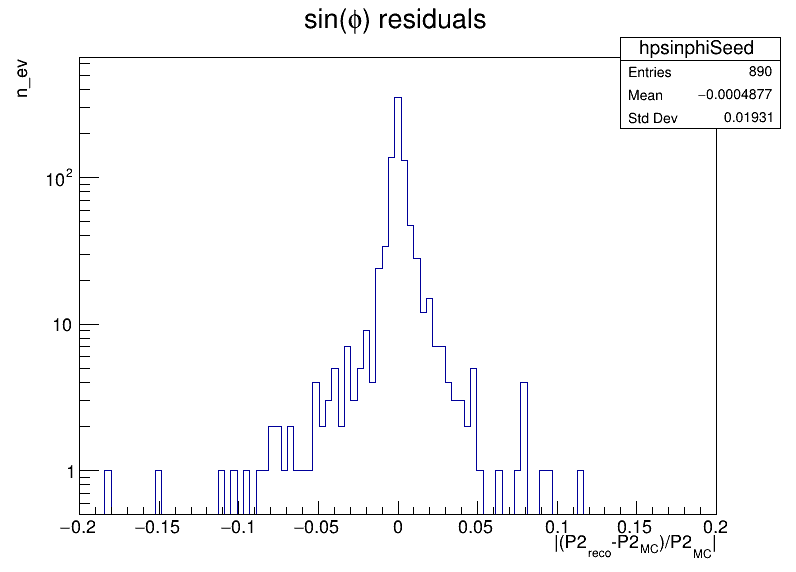 sin(ϕ) residuals
hpsinphiSeed
Entries 890
Mean −0.0004877
Std Dev 0.01931
n_ev
10²
10
1
−0.2 −0.15 −0.1 −0.05 0 0.05 0.1 0.15 0.2
|(P2reco-P2MC)/P2MC|